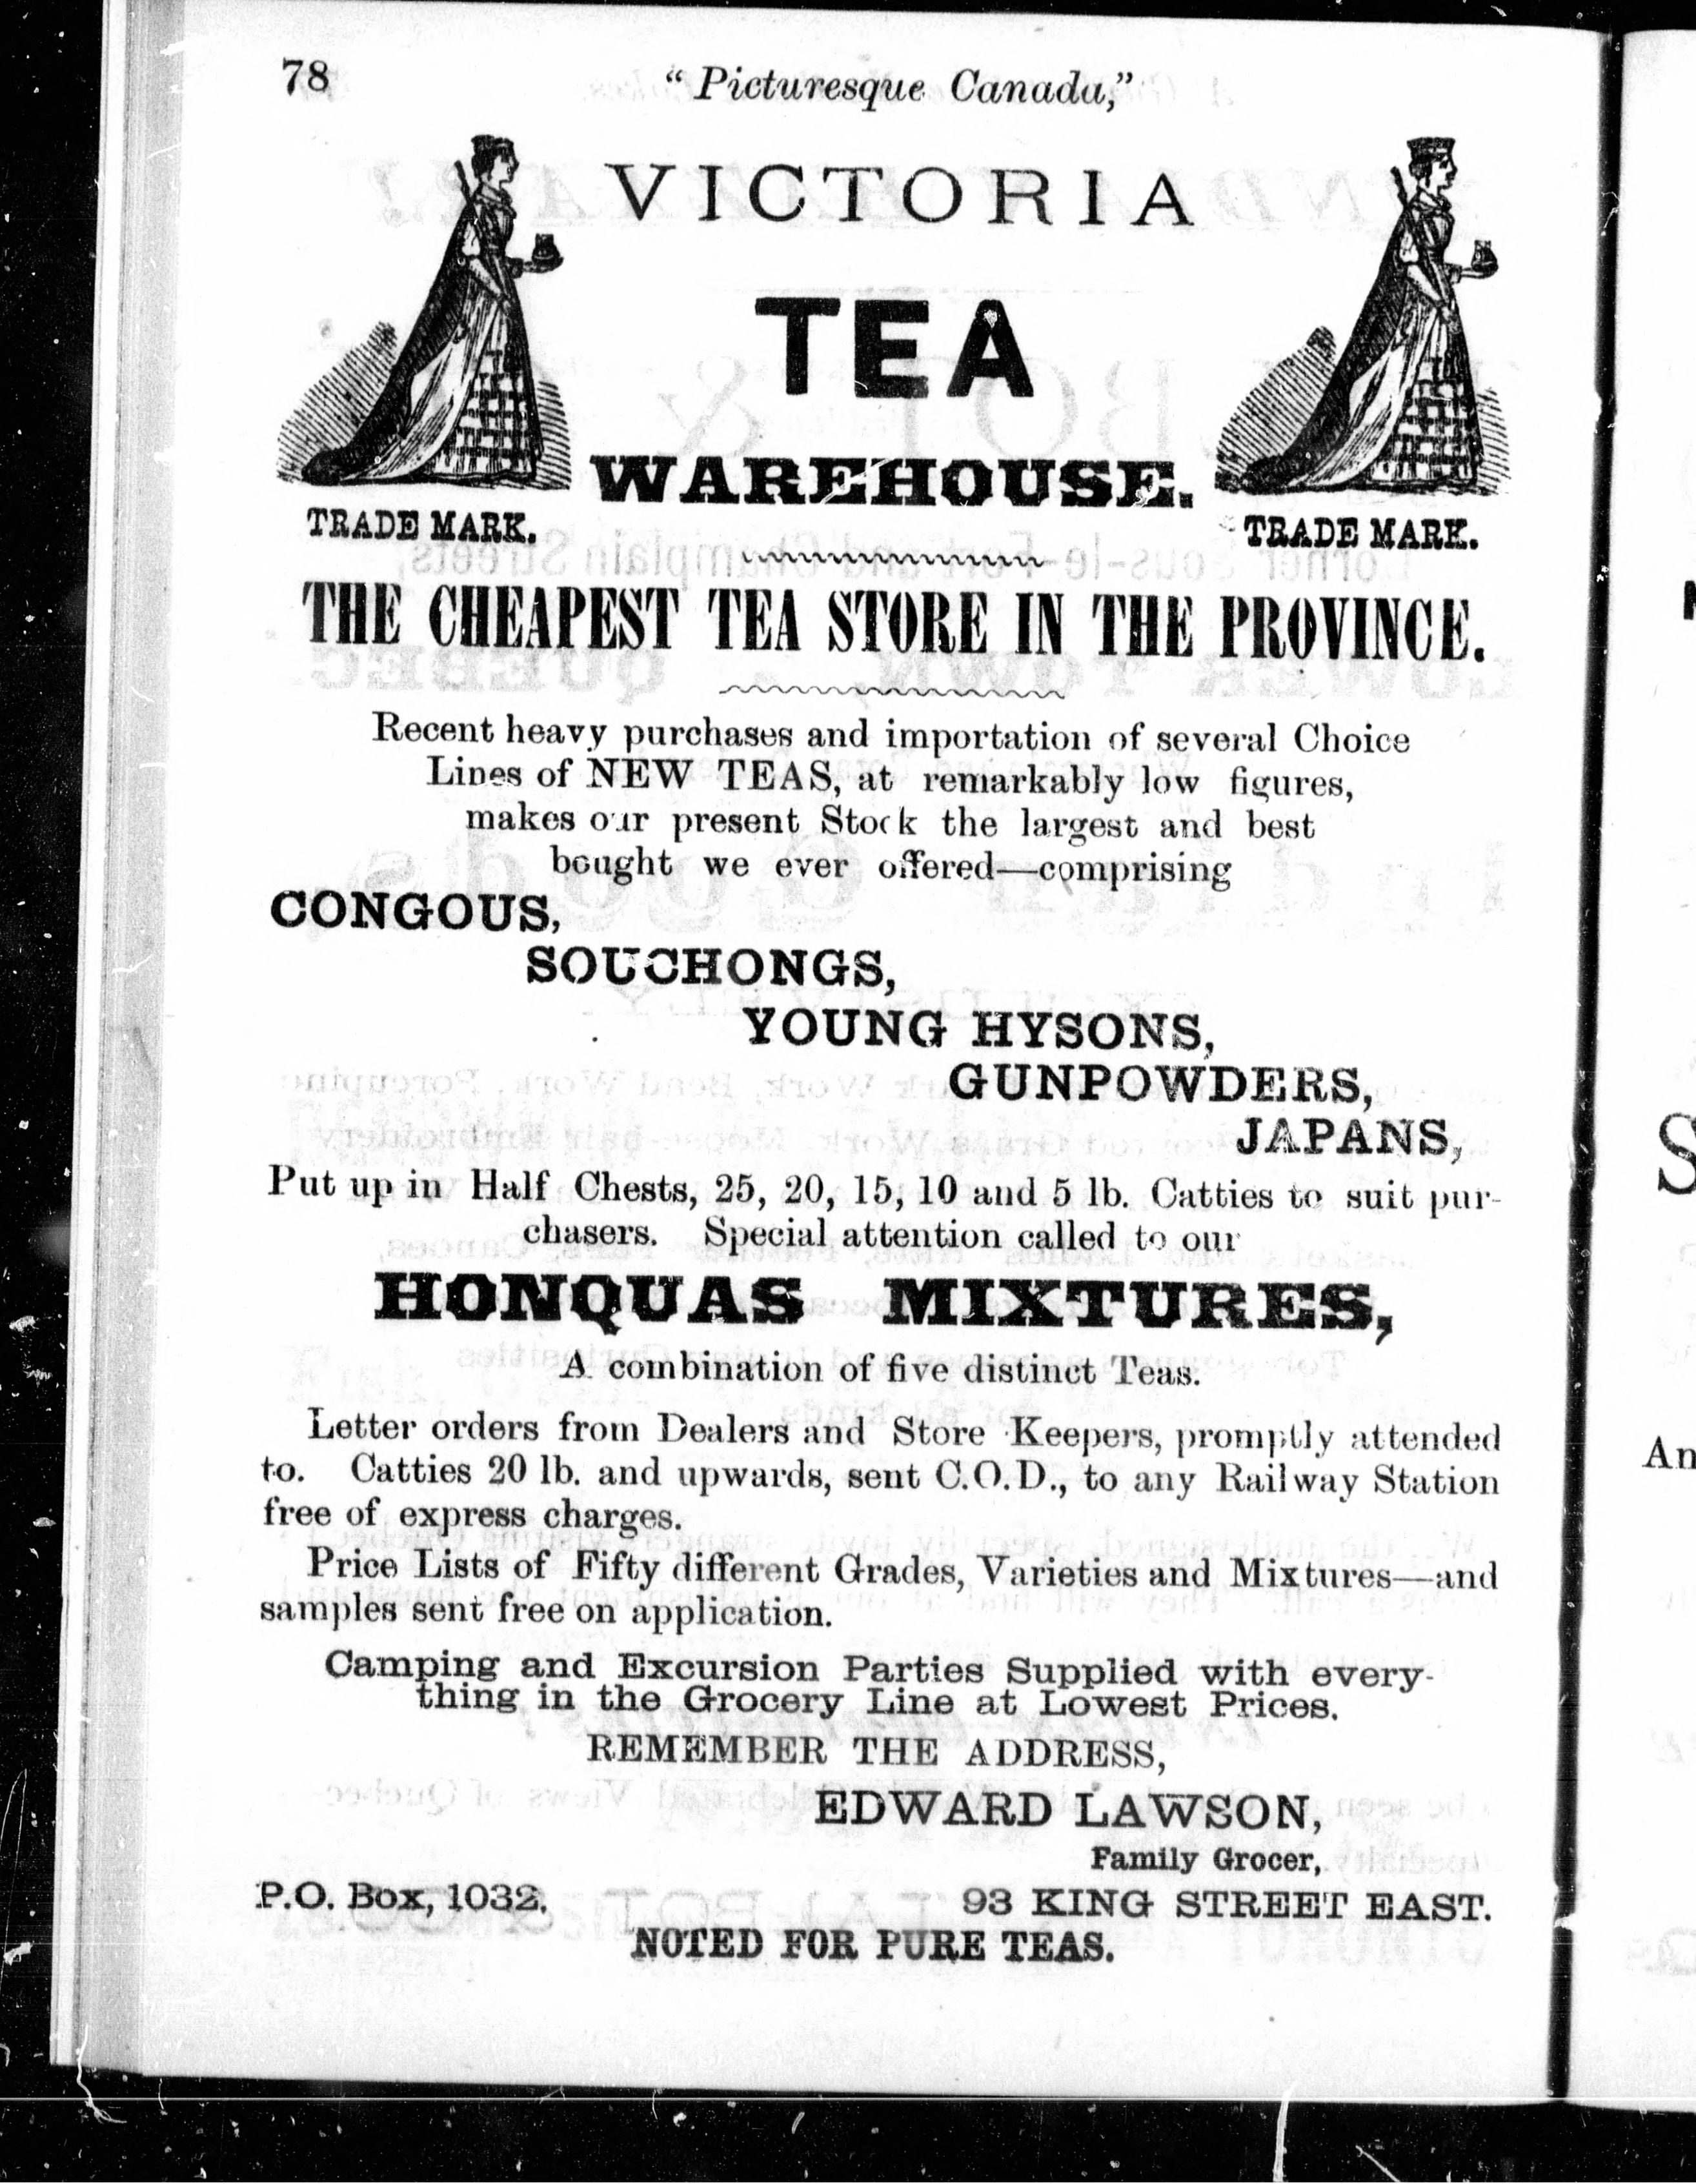 78
“ Picturesque Canada,”
VICTORIA
TEA
WAREHOUSE.
TRADE MARK.
TRADE MARK.
THE CHEAPEST TEA STORE IN THE PROVINCE.
Recent heavy purchases and importation of several Choice
Lines of NEW TEAS, at remarkably low figures,
makes our present Stock the largest and best
bought we ever offered—comprising
CONGOUS,
SOUCHONGS,
YOUNG HYSONS,
GUNPOWDERS,
JAPANS,
Put up in Half Chests, 25, 20, 15, 10 and 5 lb. Catties to suit pur-
chasers. Special attention called to our
HONQUAS MIXTURES,
A combination of five distinct Teas.
Letter orders from Dealers and Store Keepers, promptly attended
to. Catties 20 lb. and upwards, sent C.O.D., to any Railway Station
free of express charges.
Price Lists of Fifty different Grades, Varieties and Mixtures—and
samples sent free on application.
Camping and Excursion Parties Supplied with every-
thing in the Grocery Line at Lowest Prices.
REMEMBER THE ADDRESS,
EDWARD LAWSON,
Family Grocer,
P.O. Box, 1032. 93 KING STREET EAST.
NOTED FOR PURE TEAS.